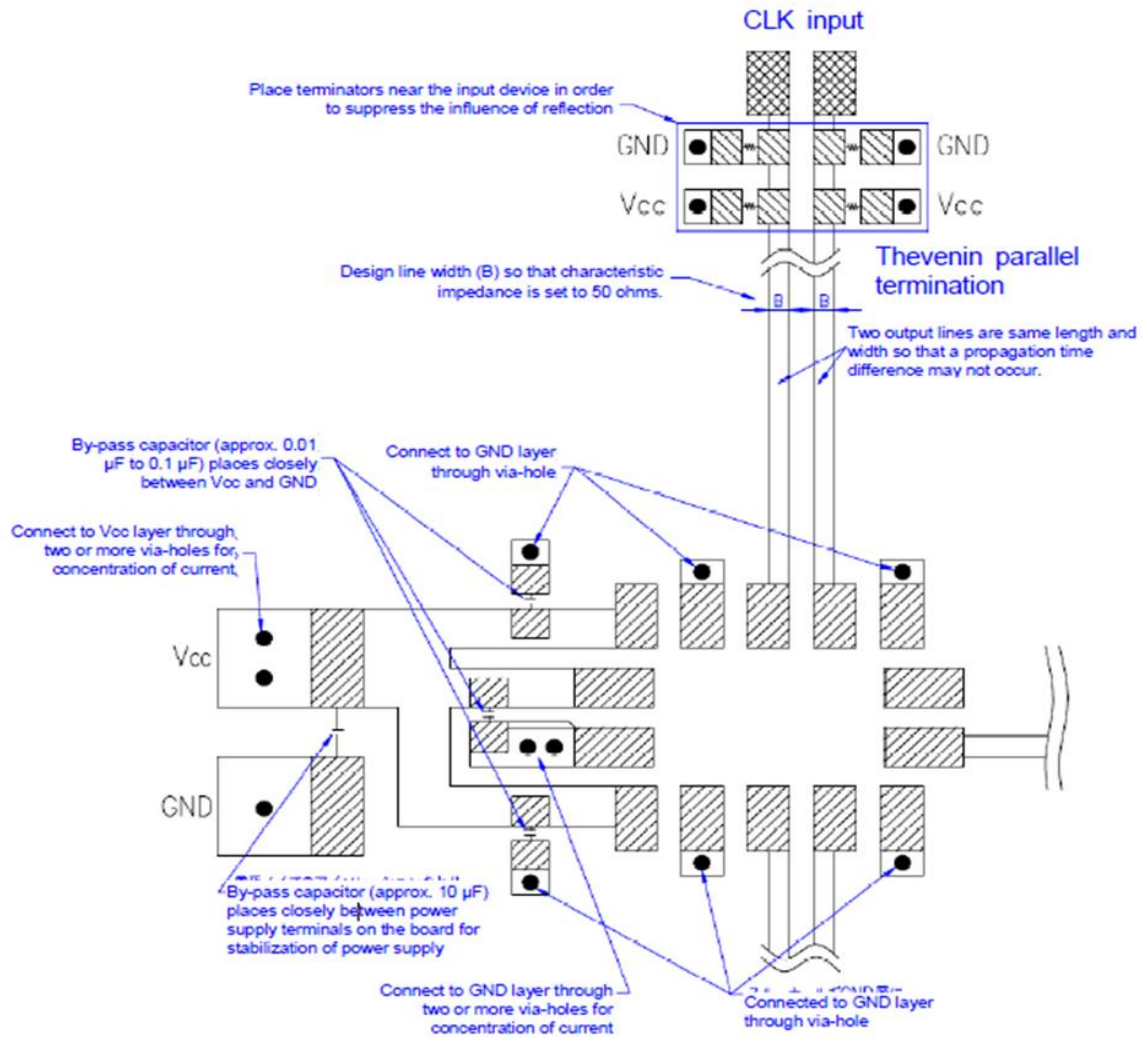 CLK input
Place terminators near the input device in order
to suppress the influence of reflection
GND
GND
Vcc
Vcc
Thevenin parallel
termination
Design line width (B) so that characteristic
impedance is set to 50 ohms.
B
B
Two output lines are same length and
width so that a propagation time
difference may not occur.
By-pass capacitor (approx. 0.01
µF to 0.1 µF) places closely
between Vcc and GND
Connect to GND layer
through via-hole
Connect to Vcc layer through
two or more via-holes for
concentration of current
Vcc
GND
By-pass capacitor (approx. 10 µF)
places closely between power
supply terminals on the board for
stabilization of power supply
Connect to GND layer through
two or more via-holes for
concentration of current
Connected to GND layer
through via-hole